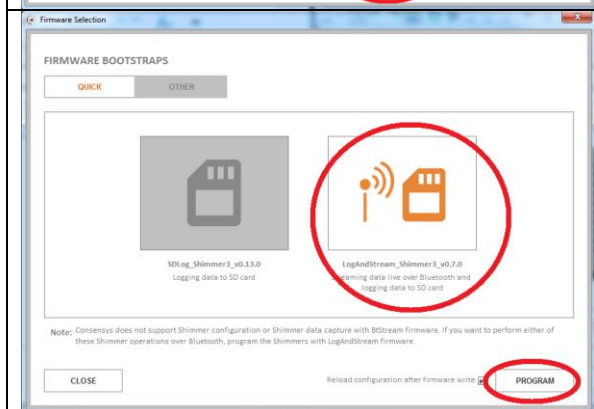 Firmware Selection
FIRMWARE BOOTSTRAPS
QUICK OTHER
SDLog_Shimmer3_v0.13.0
Logging data to SD card
LogAndStream_Shimmer3_v0.7.0
Streaming data live over Bluetooth and
logging data to SD card
Note: Consensys does not support Shimmer configuration or Shimmer data capture with BtStream firmware. If you want to perform either of
these Shimmer operations over Bluetooth, program the Shimmers with LogAndStream firmware.
CLOSE Reload configuration after firmware write PROGRAM